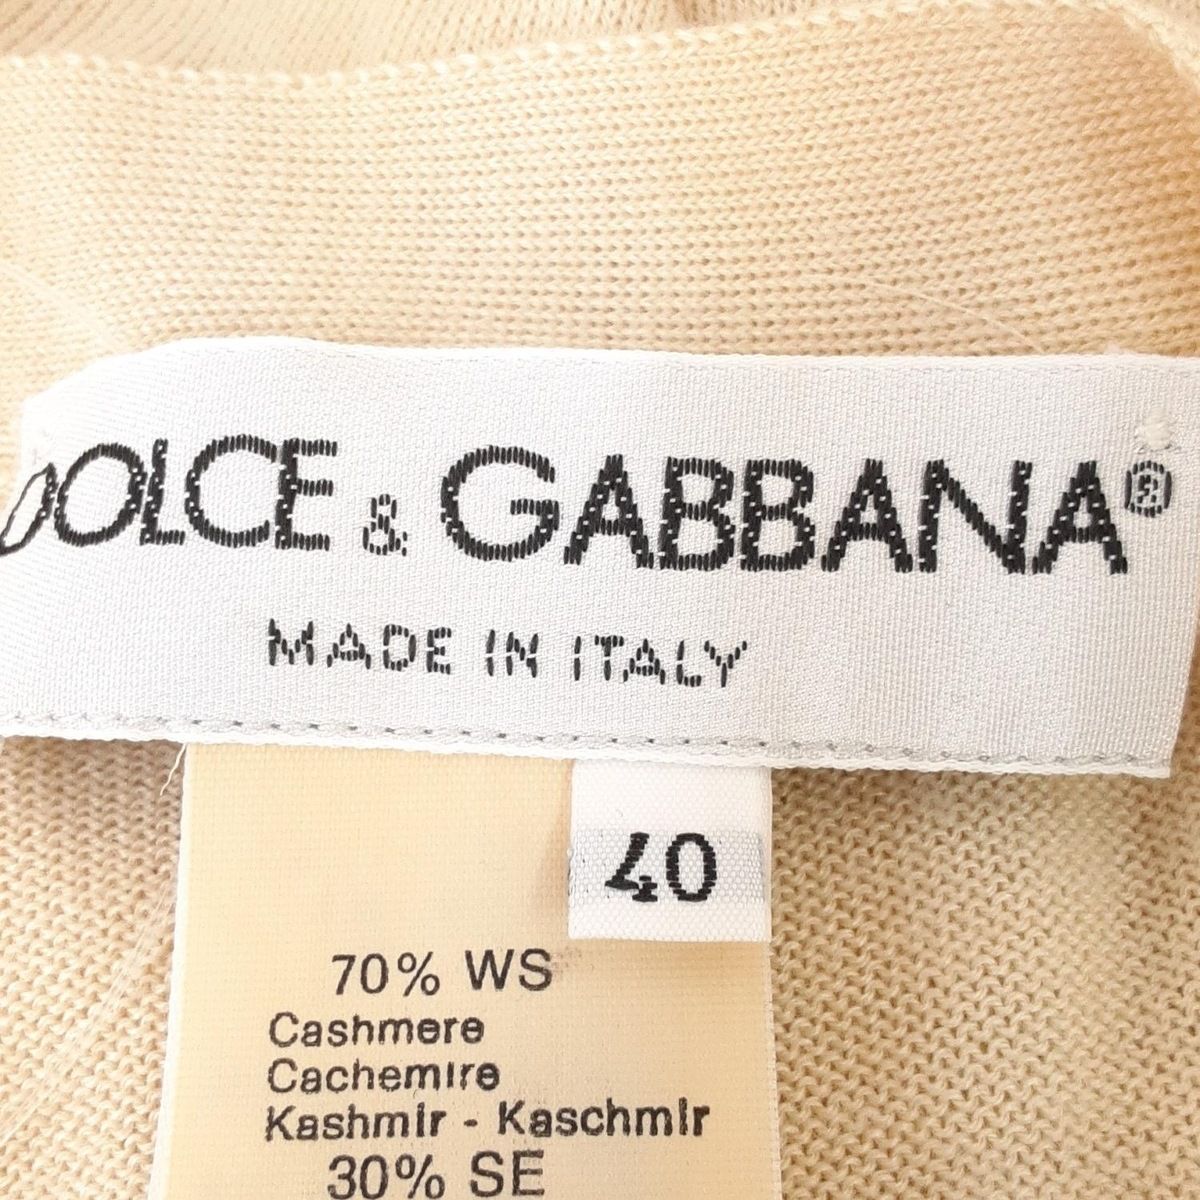 DOLCE & GABBANA®
MADE IN ITALY
40
70% WS
Cashmere
Cachemire
Kashmir - Kaschmir
30% SE